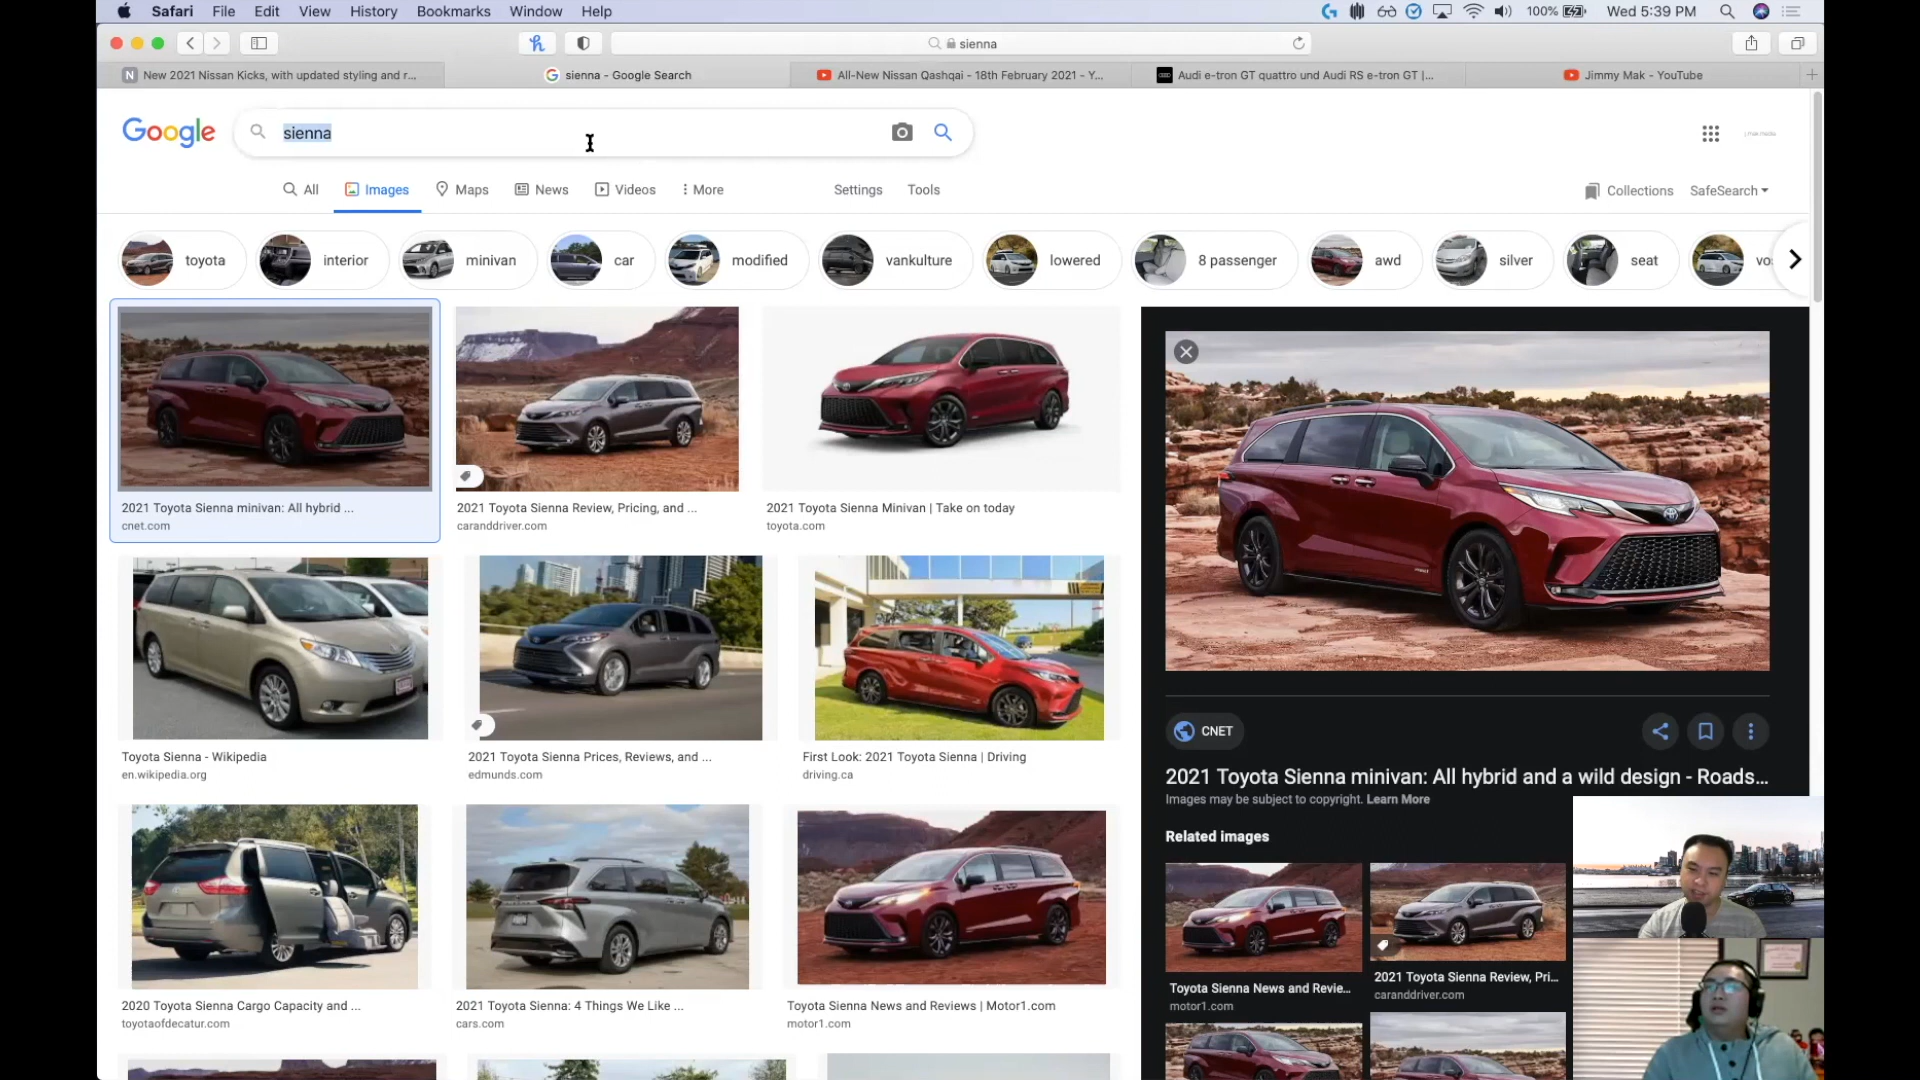 Safari File Edit View History Bookmarks Window Help
100% Wed 5:39 PM
sienna
New 2021 Nissan Kicks, with updated styling and r...
sienna - Google Search
All-New Nissan Qashqai - 18th February 2021 - Y...
Audi e-tron GT quattro und Audi RS e-tron GT |...
Jimmy Mak - YouTube
Google
sienna
All Images Maps News Videos More Settings Tools
Collections SafeSearch
toyota interior minivan car modified vankulture lowered 8 passenger awd silver seat vo
2021 Toyota Sienna minivan: All hybrid ...
cnet.com
2021 Toyota Sienna Review, Pricing, and ...
caranddriver.com
2021 Toyota Sienna Minivan | Take on today
toyota.com
Toyota Sienna - Wikipedia
en.wikipedia.org
2021 Toyota Sienna Prices, Reviews, and ...
edmunds.com
First Look: 2021 Toyota Sienna | Driving
driving.ca
2020 Toyota Sienna Cargo Capacity and ...
toyotaofdecatur.com
2021 Toyota Sienna: 4 Things We Like ...
cars.com
Toyota Sienna News and Reviews | Motor1.com
motor1.com
CNET
2021 Toyota Sienna minivan: All hybrid and a wild design - Roads...
Images may be subject to copyright. Learn More
Related images
Toyota Sienna News and Revie...
motor1.com
2021 Toyota Sienna Review, Pri...
caranddriver.com